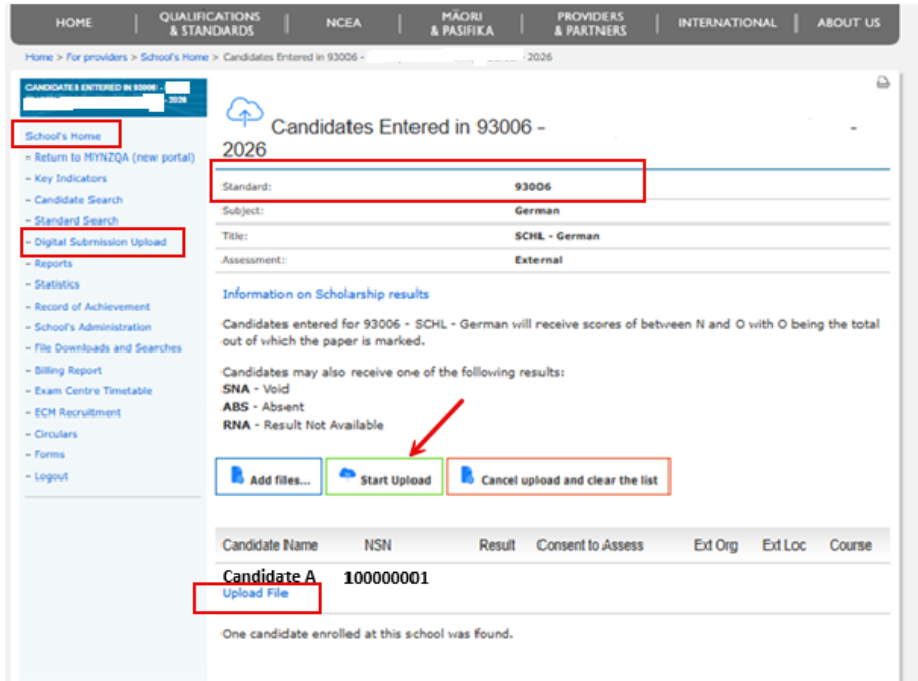 HOME
QUALIFICATIONS
& STANDARDS
NCEA
MĀORI
& PASIFIKA
PROVIDERS
& PARTNERS
INTERNATIONAL
ABOUT US
Home > For providers > School's Home > Candidates Entered in 93006 - - 2026
CANDIDATES ENTERED IN 93006 -
- 2026
School's Home
- Return to MYNZQA (new portal)
- Key Indicators
- Candidate Search
- Standard Search
- Digital Submission Upload
- Reports
- Statistics
- Record of Achievement
- School's Administration
- File Downloads and Searches
- Billing Report
- Exam Centre Timetable
- ECM Recruitment
- Circulars
- Forms
- Logout
Candidates Entered in 93006 - -
2026
Standard: 93006
Subject: German
Title: SCHL - German
Assessment: External
Information on Scholarship results
Candidates entered for 93006 - SCHL - German will receive scores of between N and O with O being the total
out of which the paper is marked.
Candidates may also receive one of the following results:
SNA - Void
ABS - Absent
RNA - Result Not Available
Add files...
Start Upload
Cancel upload and clear the list
Candidate Name NSN Result Consent to Assess Ext Org Ext Loc Course
Candidate A 100000001
Upload File
One candidate enrolled at this school was found.